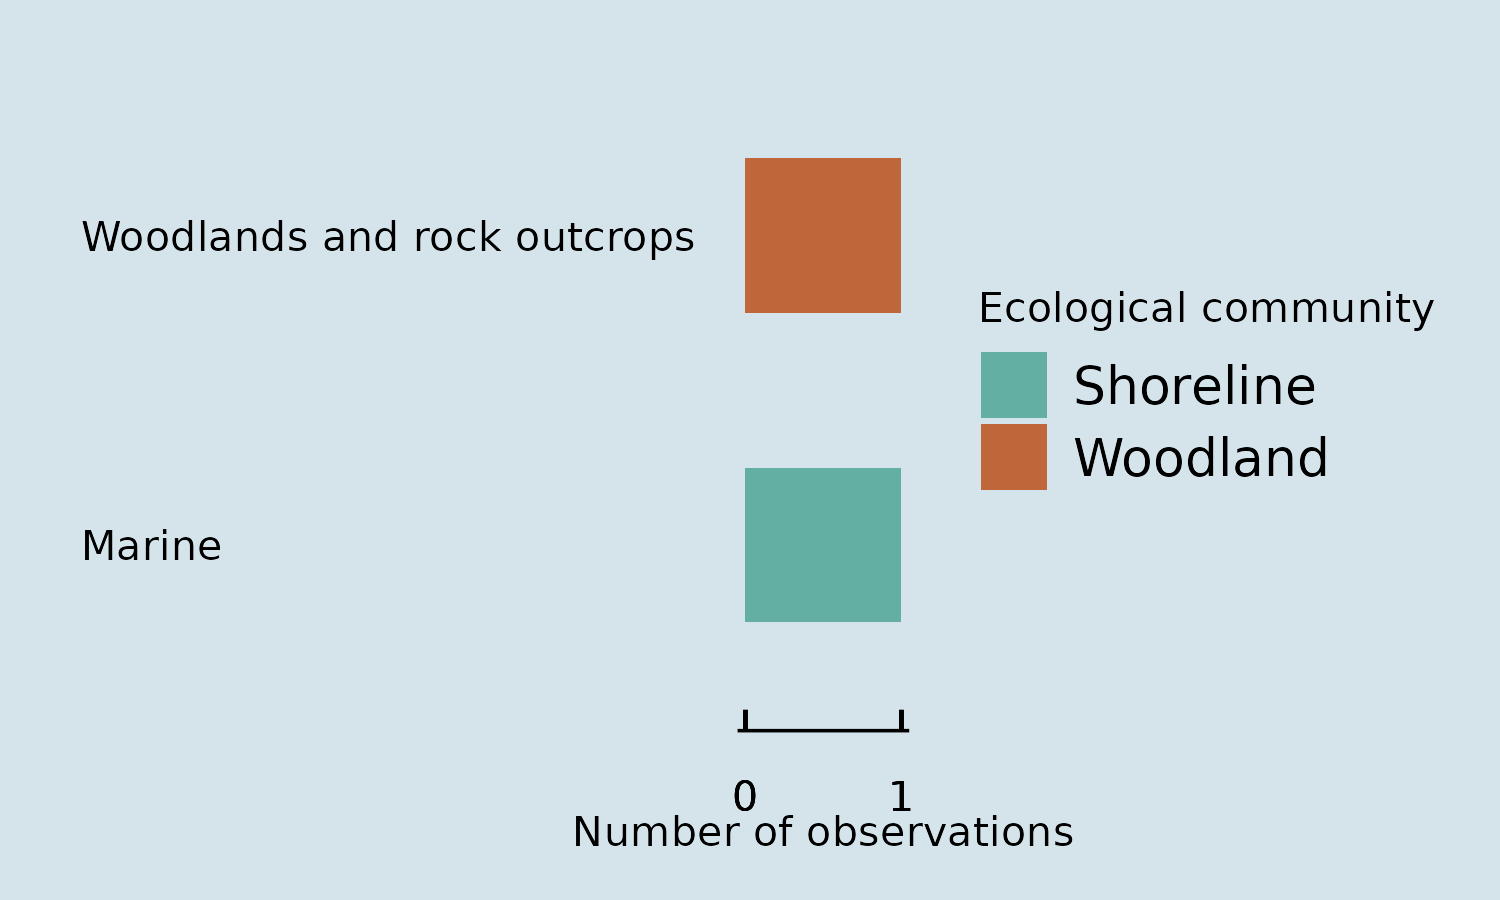 Woodlands and rock outcrops
Ecological community
Shoreline
Woodland
Marine
0 1
Number of observations